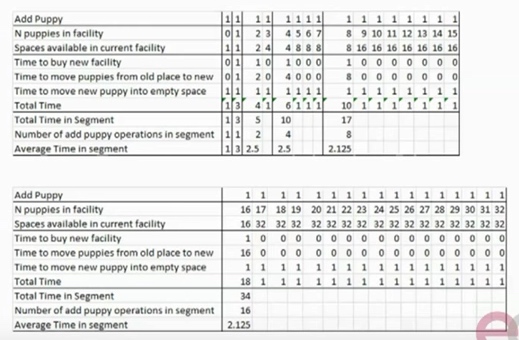 Add Puppy 1 1 1 1 1 1 1 1 1 1 1 1 1 1 1 1
N puppies in facility 0 1 2 3 4 5 6 7 8 9 10 11 12 13 14 15
Spaces available in current facility 1 1 2 4 4 8 8 8 8 16 16 16 16 16 16 16
Time to buy new facility 0 1 1 0 1 0 0 0 1 0 0 0 0 0 0 0
Time to move puppies from old place to new 0 1 2 0 4 0 0 0 8 0 0 0 0 0 0 0
Time to move new puppy into empty space 1 1 1 1 1 1 1 1 1 1 1 1 1 1 1 1
Total Time 1 3 4 1 6 1 1 1 10 1 1 1 1 1 1 1
Total Time in Segment 1 3 5 10 17
Number of add puppy operations in segment 1 1 2 4 8
Average Time in segment 1 3 2.5 2.5 2.125
Add Puppy 1 1 1 1 1 1 1 1 1 1 1 1 1 1 1 1 1
N puppies in facility 16 17 18 19 20 21 22 23 24 25 26 27 28 29 30 31 32
Spaces available in current facility 16 32 32 32 32 32 32 32 32 32 32 32 32 32 32 32 32
Time to buy new facility 1 0 0 0 0 0 0 0 0 0 0 0 0 0 0 0 0
Time to move puppies from old place to new 16 0 0 0 0 0 0 0 0 0 0 0 0 0 0 0 0
Time to move new puppy into empty space 1 1 1 1 1 1 1 1 1 1 1 1 1 1 1 1 1
Total Time 18 1 1 1 1 1 1 1 1 1 1 1 1 1 1 1 1
Total Time in Segment 34
Number of add puppy operations in segment 16
Average Time in segment 2.125